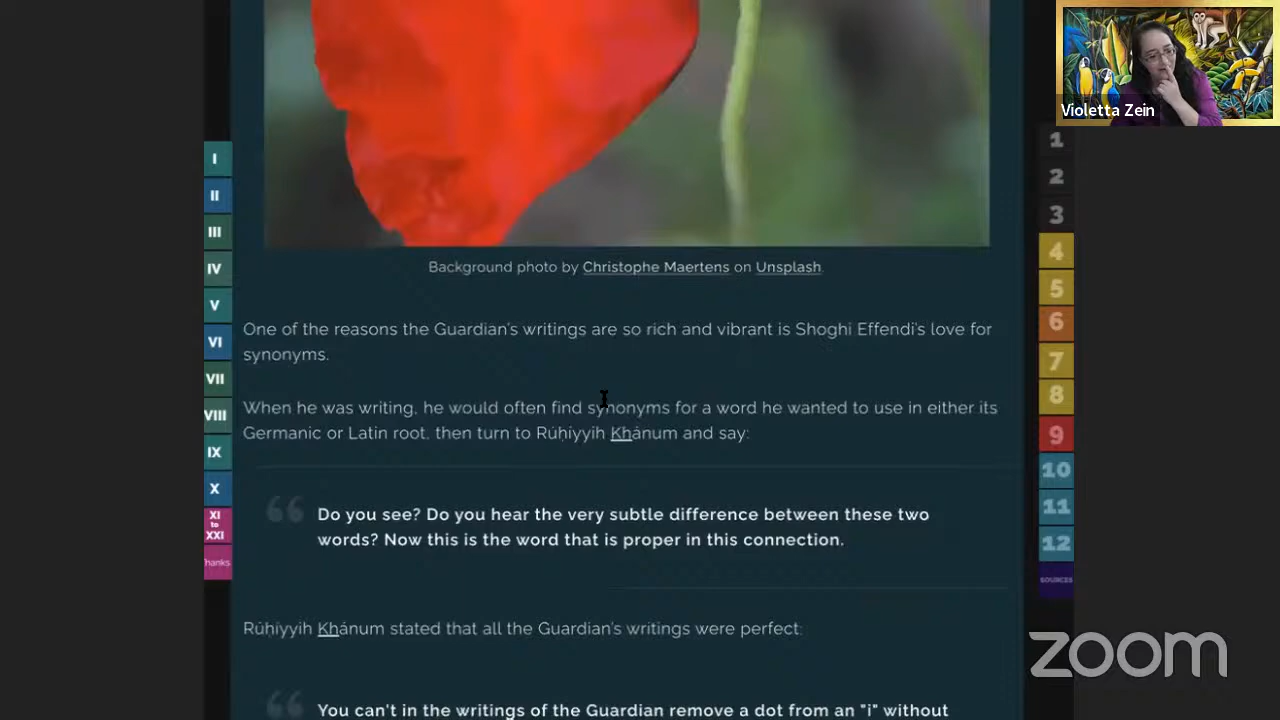 Violetta Zein
I
II
III
IV
V
VI
VII
VIII
IX
X
XI
to
XXI
hanks
1
2
3
4
5
6
7
8
9
10
11
12
SOURCES
Background photo by Christophe Maertens on Unsplash.
One of the reasons the Guardian's writings are so rich and vibrant is Shoghi Effendi's love for
synonyms.
When he was writing, he would often find synonyms for a word he wanted to use in either its
Germanic or Latin root, then turn to Rúḥíyyih Khánum and say:
Do you see? Do you hear the very subtle difference between these two
words? Now this is the word that is proper in this connection.
Rúḥíyyih Khánum stated that all the Guardian's writings were perfect:
You can't in the writings of the Guardian remove a dot from an "i" without
zoom